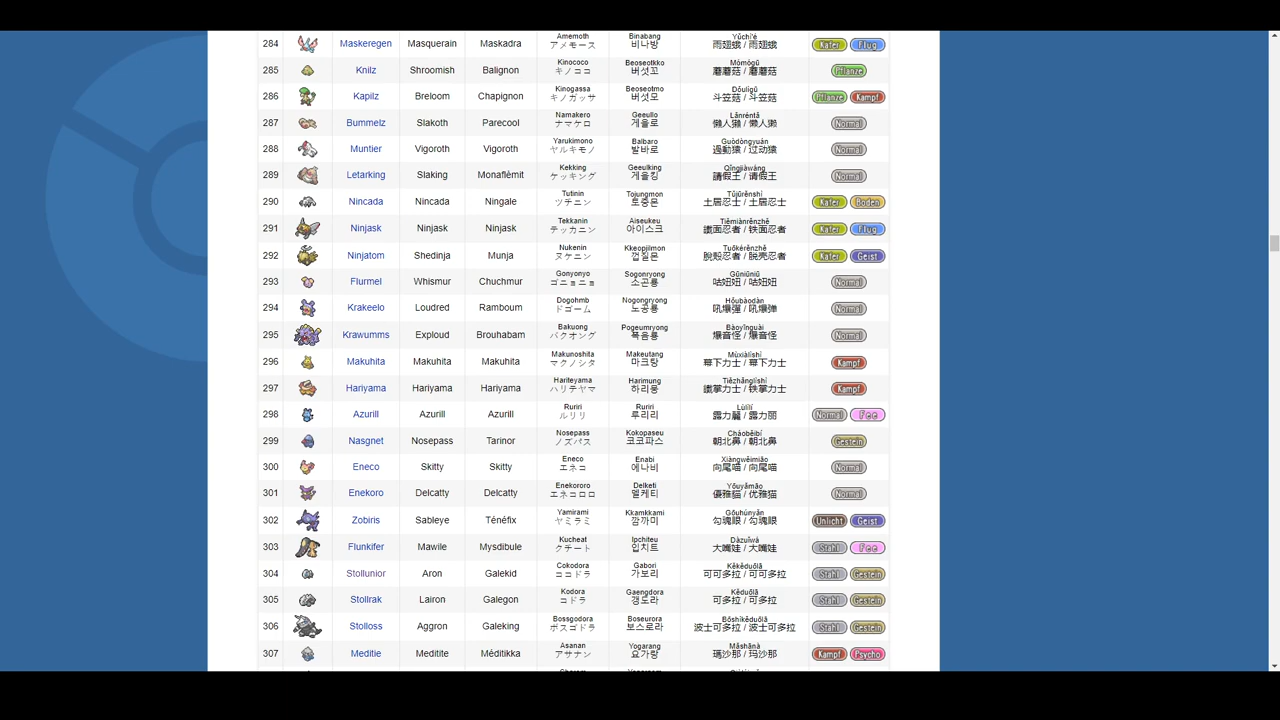 284 Maskeregen Masquerain Maskadra Amemoth アメモース Binabang 비나방 Yǔchì'é 雨翅蛾 / 雨翅蛾 Käfer Flug
285 Knilz Shroomish Balignon Kinococo キノココ Beoseotkko 버섯꼬 Mómógū 蘑蘑菇 / 蘑蘑菇 Pflanze
286 Kapilz Breloom Chapignon Kinogassa キノガッサ Beoseotmo 버섯모 Dǒulìgū 斗笠菇 / 斗笠菇 Pflanze Kampf
287 Bummelz Slakoth Parecool Namakero ナマケロ Geeullo 게을로 Lǎnréntǎ 懶人獺 / 懒人獭 Normal
288 Muntier Vigoroth Vigoroth Yarukimono ヤルキモノ Balbaro 발바로 Guòdòngyuán 過動猿 / 过动猿 Normal
289 Letarking Slaking Monaflèmit Kekking ケッキング Geeulking 게을킹 Qǐngjiàwáng 請假王 / 请假王 Normal
290 Nincada Nincada Ningale Tutinin ツチニン Tojungmon 토중몬 Tǔjūrěnshì 土居忍士 / 土居忍士 Käfer Boden
291 Ninjask Ninjask Ninjask Tekkanin テッカニン Aiseukeu 아이스크 Tiěmiànrěnzhě 鐵面忍者 / 铁面忍者 Käfer Flug
292 Ninjatom Shedinja Munja Nukenin ヌケニン Kkeopjilmon 껍질몬 Tuōkérěnzhě 脫殼忍者 / 脱壳忍者 Käfer Geist
293 Flurmel Whismur Chuchmur Gonyonyo ゴニョニョ Sogonryong 소곤룡 Gūniūniū 咕妞妞 / 咕妞妞 Normal
294 Krakeelo Loudred Ramboum Dogohmb ドゴーム Nogongryong 노공룡 Hǒubàodàn 吼爆彈 / 吼爆弹 Normal
295 Krawumms Exploud Brouhabam Bakuong バクオング Pogeumryong 폭음룡 Bàoyīnguài 爆音怪 / 爆音怪 Normal
296 Makuhita Makuhita Makuhita Makunoshita マクノシタ Makeutang 마크탕 Mùxiàlìshì 幕下力士 / 幕下力士 Kampf
297 Hariyama Hariyama Hariyama Hariteyama ハリテヤマ Harimung 하리뭉 Tiězhǎnglìshì 鐵掌力士 / 铁掌力士 Kampf
298 Azurill Azurill Azurill Ruriri ルリリ Ruriri 루리리 Lùlìlì 露力麗 / 露力丽 Normal Fee
299 Nasgnet Nosepass Tarinor Nosepass ノズパス Kokopaseu 코코파스 Cháoběibí 朝北鼻 / 朝北鼻 Gestein
300 Eneco Skitty Skitty Eneco エネコ Enabi 에나비 Xiàngwěimiāo 向尾喵 / 向尾喵 Normal
301 Enekoro Delcatty Delcatty Enekororo エネコロロ Delketi 델케티 Yōuyǎmāo 優雅貓 / 优雅猫 Normal
302 Zobiris Sableye Ténéfix Yamirami ヤミラミ Kkamkkami 깜까미 Gōuhúnyǎn 勾魂眼 / 勾魂眼 Unlicht Geist
303 Flunkifer Mawile Mysdibule Kucheat クチート Ipchiteu 입치트 Dàzuǐwá 大嘴娃 / 大嘴娃 Stahl Fee
304 Stollunior Aron Galekid Cokodora ココドラ Gabori 가보리 Kěkěduōlā 可可多拉 / 可可多拉 Stahl Gestein
305 Stollrak Lairon Galegon Kodora コドラ Gaengdora 갱도라 Kěduōlā 可多拉 / 可多拉 Stahl Gestein
306 Stolloss Aggron Galeking Bossgodora ボスゴドラ Boseurora 보스로라 Bōshìkěduōlā 波士可多拉 / 波士可多拉 Stahl Gestein
307 Meditie Meditite Méditikka Asanan アサナン Yogarang 요가랑 Mǎshānà 瑪沙那 / 玛沙那 Kampf Psycho